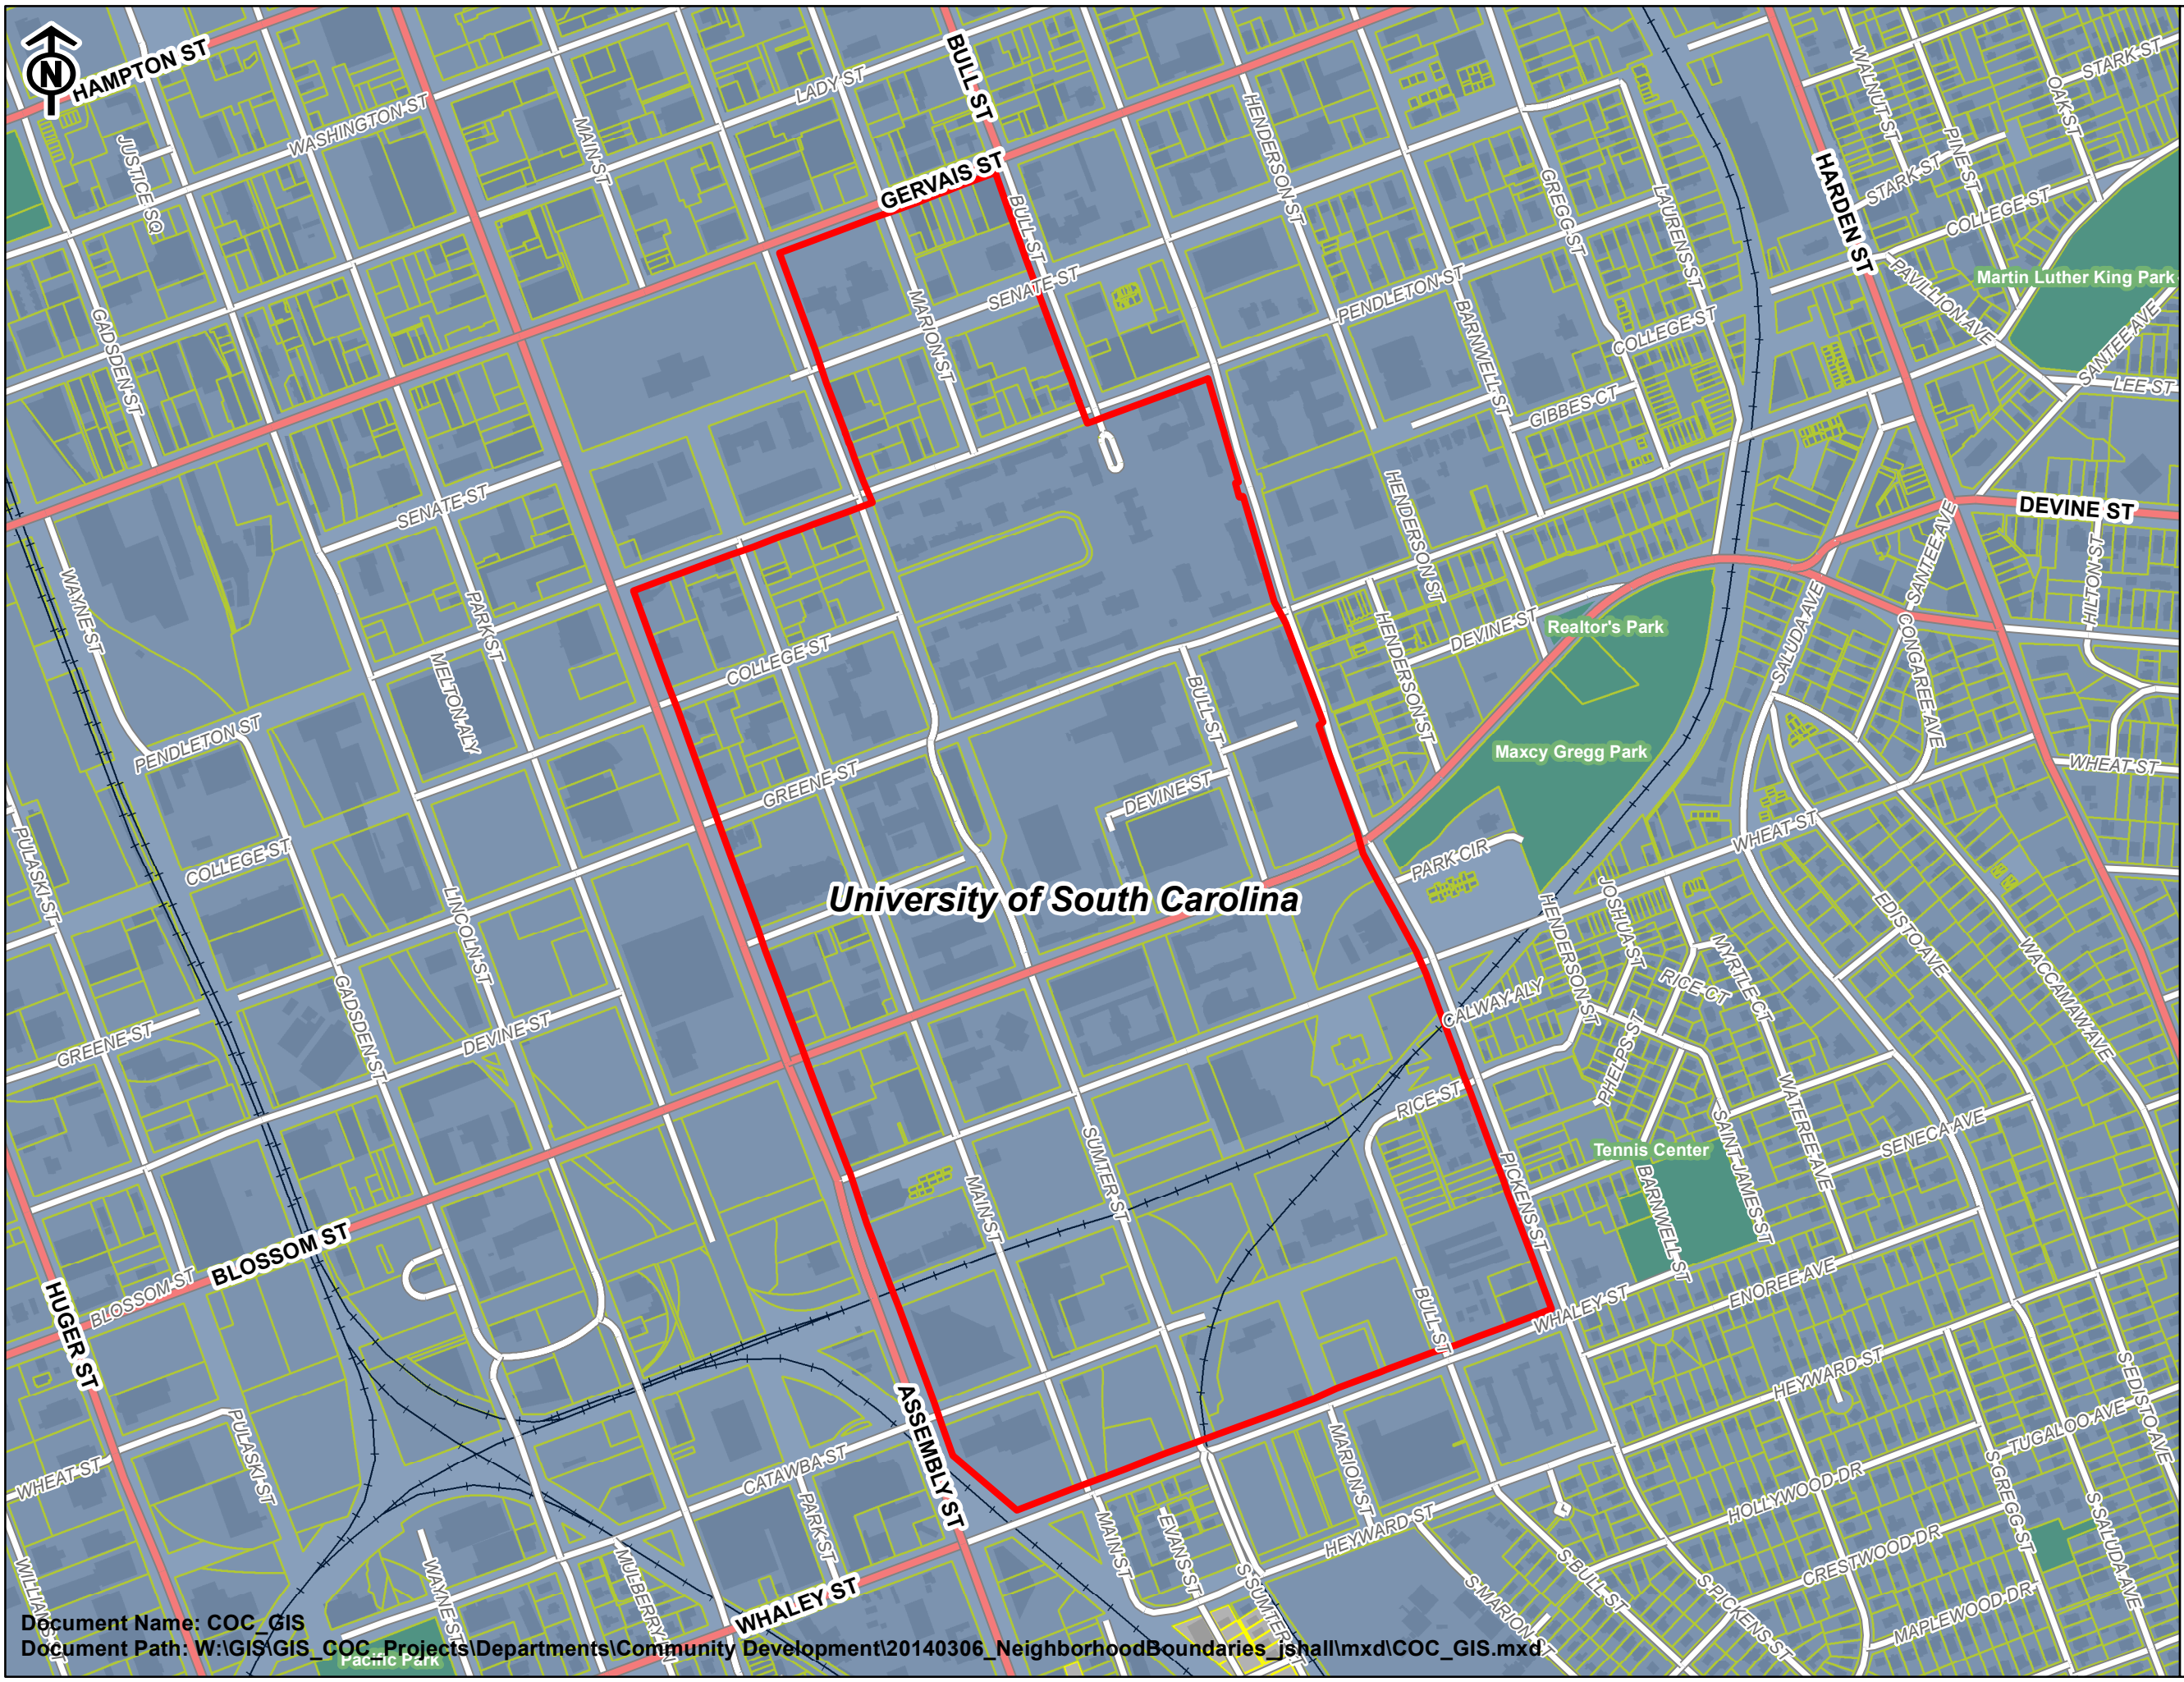 N
HAMPTON ST
WASHINGTON ST
JUSTICE SQ
MAIN ST
LADY ST
BULL ST
GERVAIS ST
BULL ST
HENDERSON ST
WALNUT ST
OAK ST
STARK ST
PINE ST
STARK ST
HARDEN ST
COLLEGE ST
GREGG ST
LAURENS ST
PAVILLION AVE
Martin Luther King Park
SANTEE AVE
LEE ST
GADSDEN ST
MARION ST
SENATE ST
PENDLETON ST
BARNWELL ST
COLLEGE ST
GIBBES CT
SENATE ST
HENDERSON ST
DEVINE ST
SANTEE AVE
HILTON ST
WAYNE ST
PARK ST
MELTON ALY
COLLEGE ST
HENDERSON ST
DEVINE ST
Realtor's Park
SALUDA AVE
CONGAREE AVE
PENDLETON ST
BULL ST
GREENE ST
DEVINE ST
Maxcy Gregg Park
WHEAT ST
PULASKI ST
COLLEGE ST
LINCOLN ST
PARK CIR
WHEAT ST
University of South Carolina
HENDERSON ST
JOSHUA ST
EDISTO AVE
MYRTLE CT
RICE CT
WACCAMAW AVE
GADSDEN ST
CALWAY ALY
GREENE ST
DEVINE ST
PHELPS ST
RICE ST
WATEREE AVE
SAINT JAMES ST
SENECA AVE
SUMTER ST
MAIN ST
PICKENS ST
Tennis Center
BARNWELL ST
BLOSSOM ST
BLOSSOM ST
HUGER ST
BULL ST
WHALEY ST
ENOREE AVE
HEYWARD ST
S EDISTO AVE
ASSEMBLY ST
PULASKI ST
WHEAT ST
CATAWBA ST
PARK ST
MARION ST
HOLLYWOOD DR
TUGALOO AVE
S GREGG ST
S SALUDA AVE
MAIN ST
EVANS ST
HEYWARD ST
CRESTWOOD DR
MAPLEWOOD DR
S SUMTER ST
S MARION ST
S BULL ST
S PICKENS ST
WAYNE ST
WHALEY ST
Pacific Park
Document Name: COC_GIS
Document Path: W:\GIS\GIS_COC_Projects\Departments\Community Development\20140306_NeighborhoodBoundaries_jshall\mxd\COC_GIS.mxd